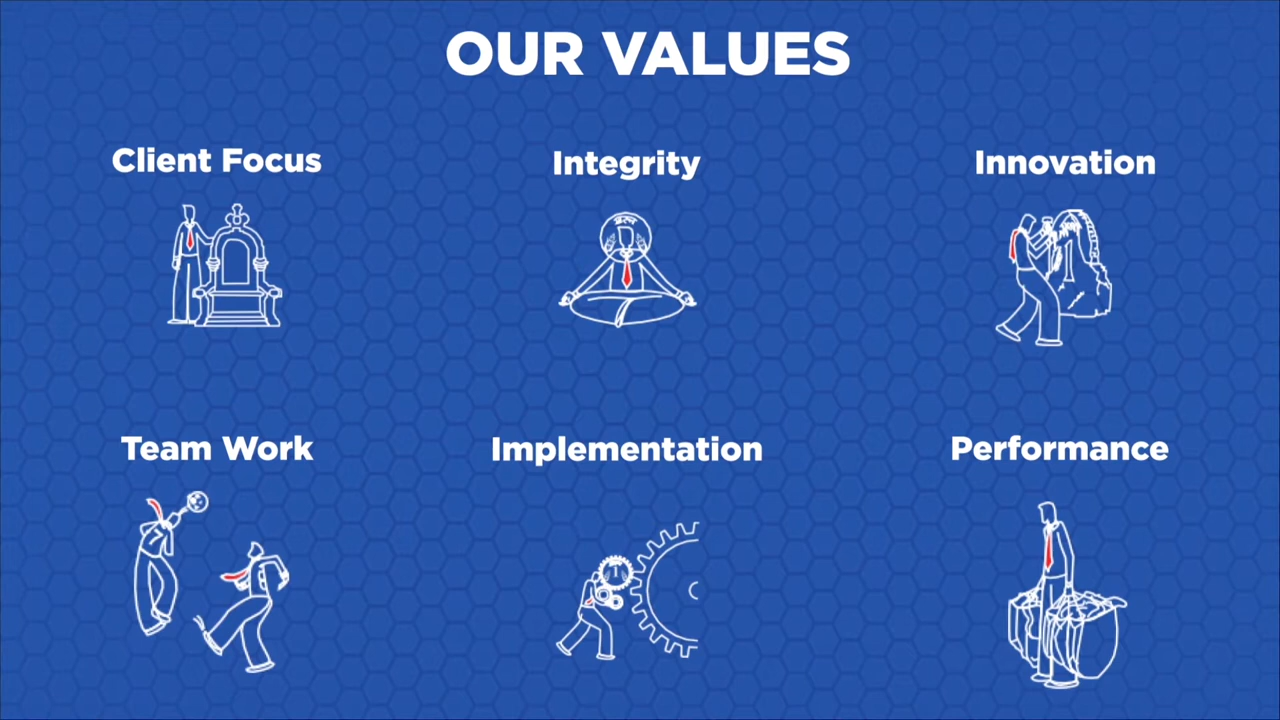 OUR VALUES
Client Focus
Integrity
Innovation
Team Work
Implementation
Performance